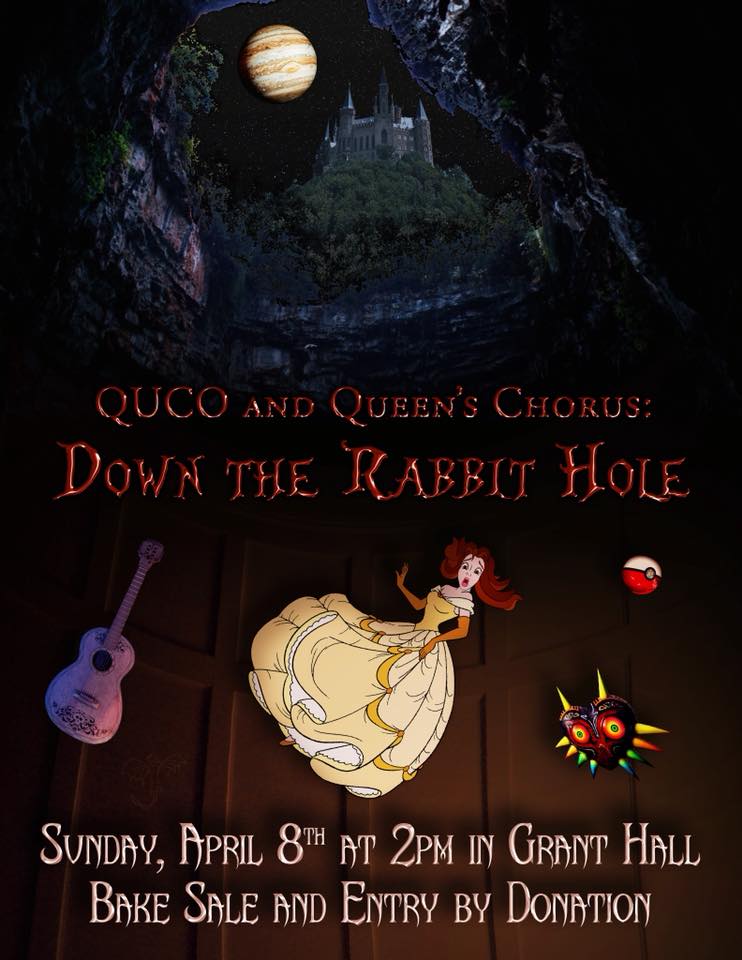 QUCO and Queen's Chorus:
Down the Rabbit Hole
Sunday, April 8th at 2pm in Grant Hall
Bake Sale and Entry by Donation